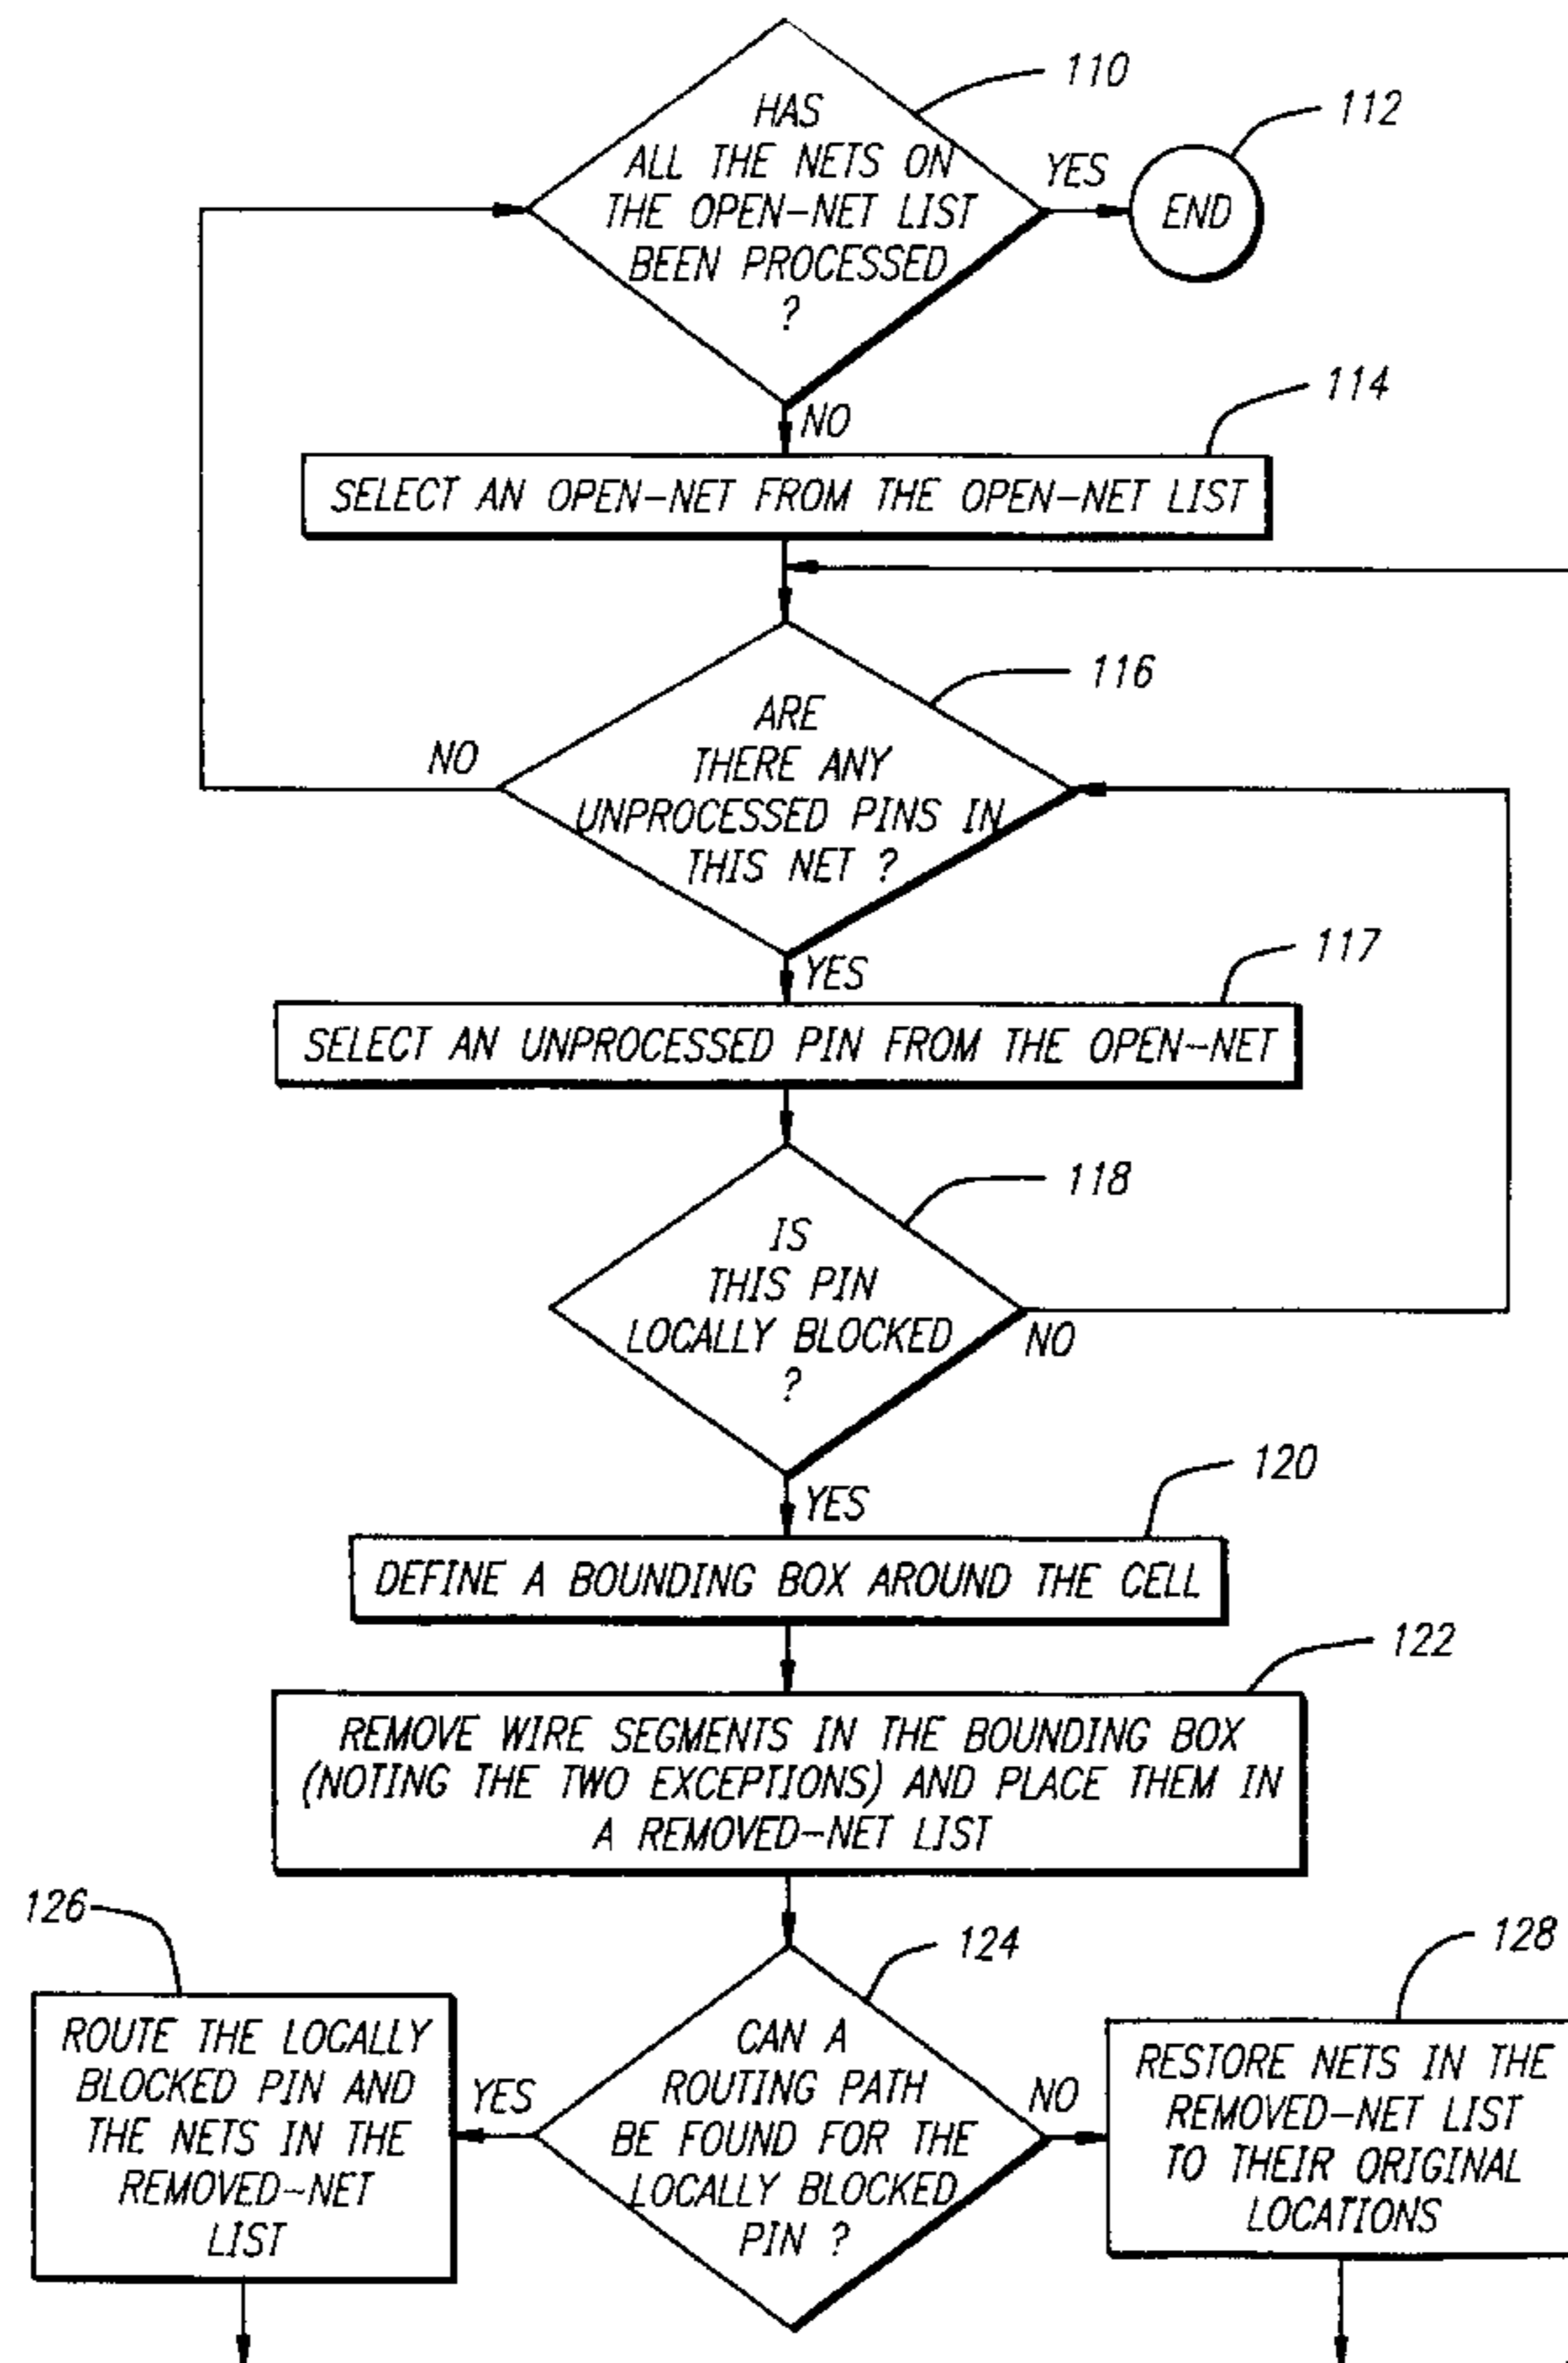 110
HAS
ALL THE NETS ON
THE OPEN-NET LIST
BEEN PROCESSED
?
YES
112
END
NO
114
SELECT AN OPEN-NET FROM THE OPEN-NET LIST
116
ARE
THERE ANY
UNPROCESSED PINS IN
THIS NET ?
NO
YES
117
SELECT AN UNPROCESSED PIN FROM THE OPEN-NET
118
IS
THIS PIN
LOCALLY BLOCKED
?
NO
YES
120
DEFINE A BOUNDING BOX AROUND THE CELL
122
REMOVE WIRE SEGMENTS IN THE BOUNDING BOX
(NOTING THE TWO EXCEPTIONS) AND PLACE THEM IN
A REMOVED-NET LIST
124
CAN A
ROUTING PATH
BE FOUND FOR THE
LOCALLY BLOCKED
PIN ?
YES
126
ROUTE THE LOCALLY
BLOCKED PIN AND
THE NETS IN THE
REMOVED-NET
LIST
NO
128
RESTORE NETS IN THE
REMOVED-NET LIST
TO THEIR ORIGINAL
LOCATIONS